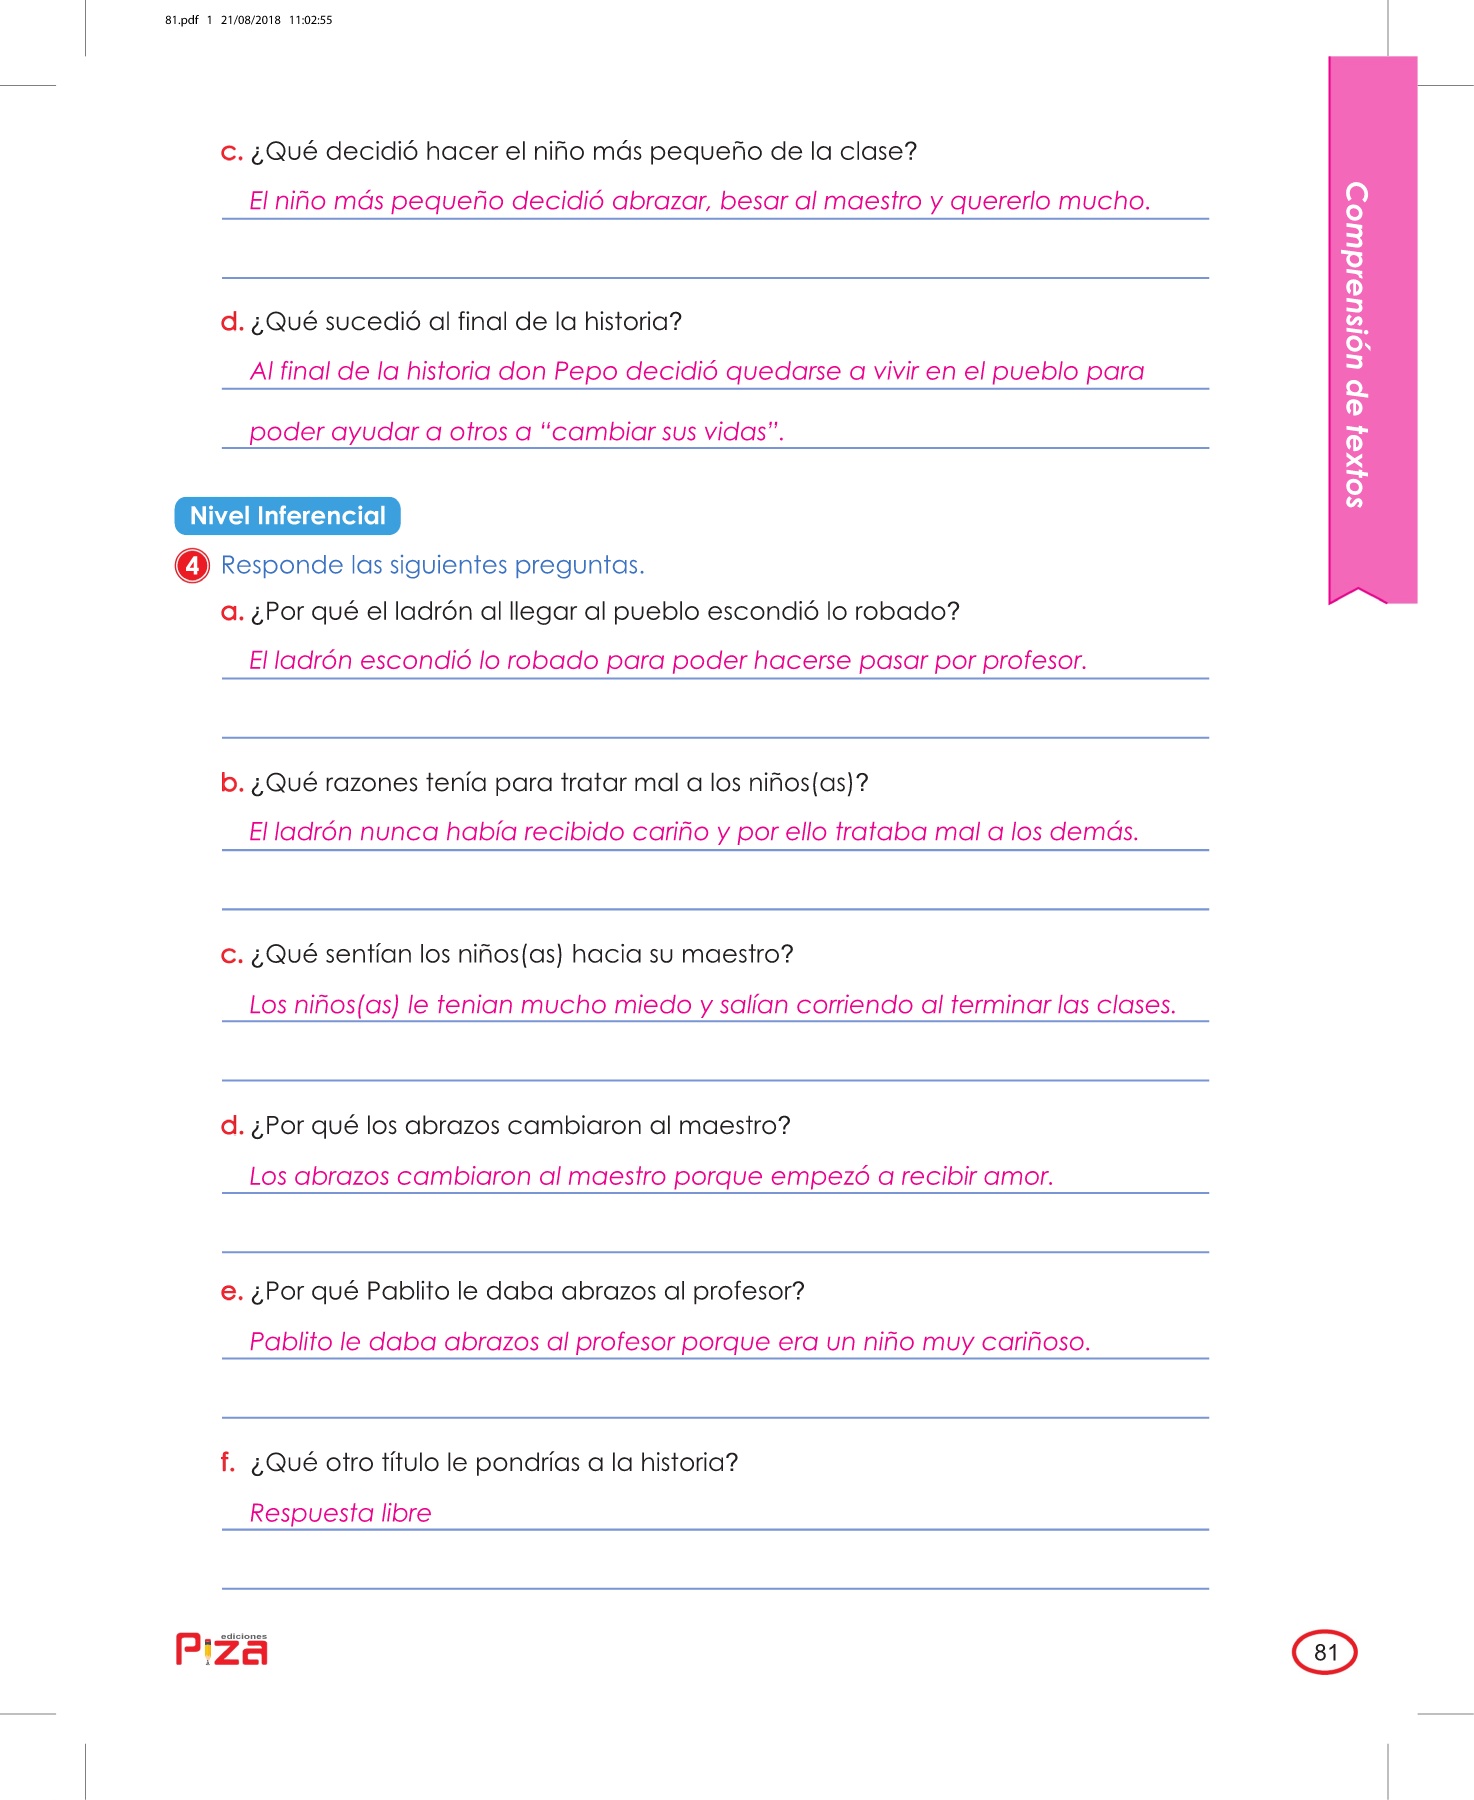 81.pdf 1 21/08/2018 11:02:55
c. ¿Qué decidió hacer el niño más pequeño de la clase?
El niño más pequeño decidió abrazar, besar al maestro y quererlo mucho.
d. ¿Qué sucedió al final de la historia?
Al final de la historia don Pepo decidió quedarse a vivir en el pueblo para
poder ayudar a otros a “cambiar sus vidas”.
Comprensión de textos
Nivel Inferencial
4 Responde las siguientes preguntas.
a. ¿Por qué el ladrón al llegar al pueblo escondió lo robado?
El ladrón escondió lo robado para poder hacerse pasar por profesor.
b. ¿Qué razones tenía para tratar mal a los niños(as)?
El ladrón nunca había recibido cariño y por ello trataba mal a los demás.
c. ¿Qué sentían los niños(as) hacia su maestro?
Los niños(as) le tenian mucho miedo y salían corriendo al terminar las clases.
d. ¿Por qué los abrazos cambiaron al maestro?
Los abrazos cambiaron al maestro porque empezó a recibir amor.
e. ¿Por qué Pablito le daba abrazos al profesor?
Pablito le daba abrazos al profesor porque era un niño muy cariñoso.
f. ¿Qué otro título le pondrías a la historia?
Respuesta libre
ediciones
Piza
81